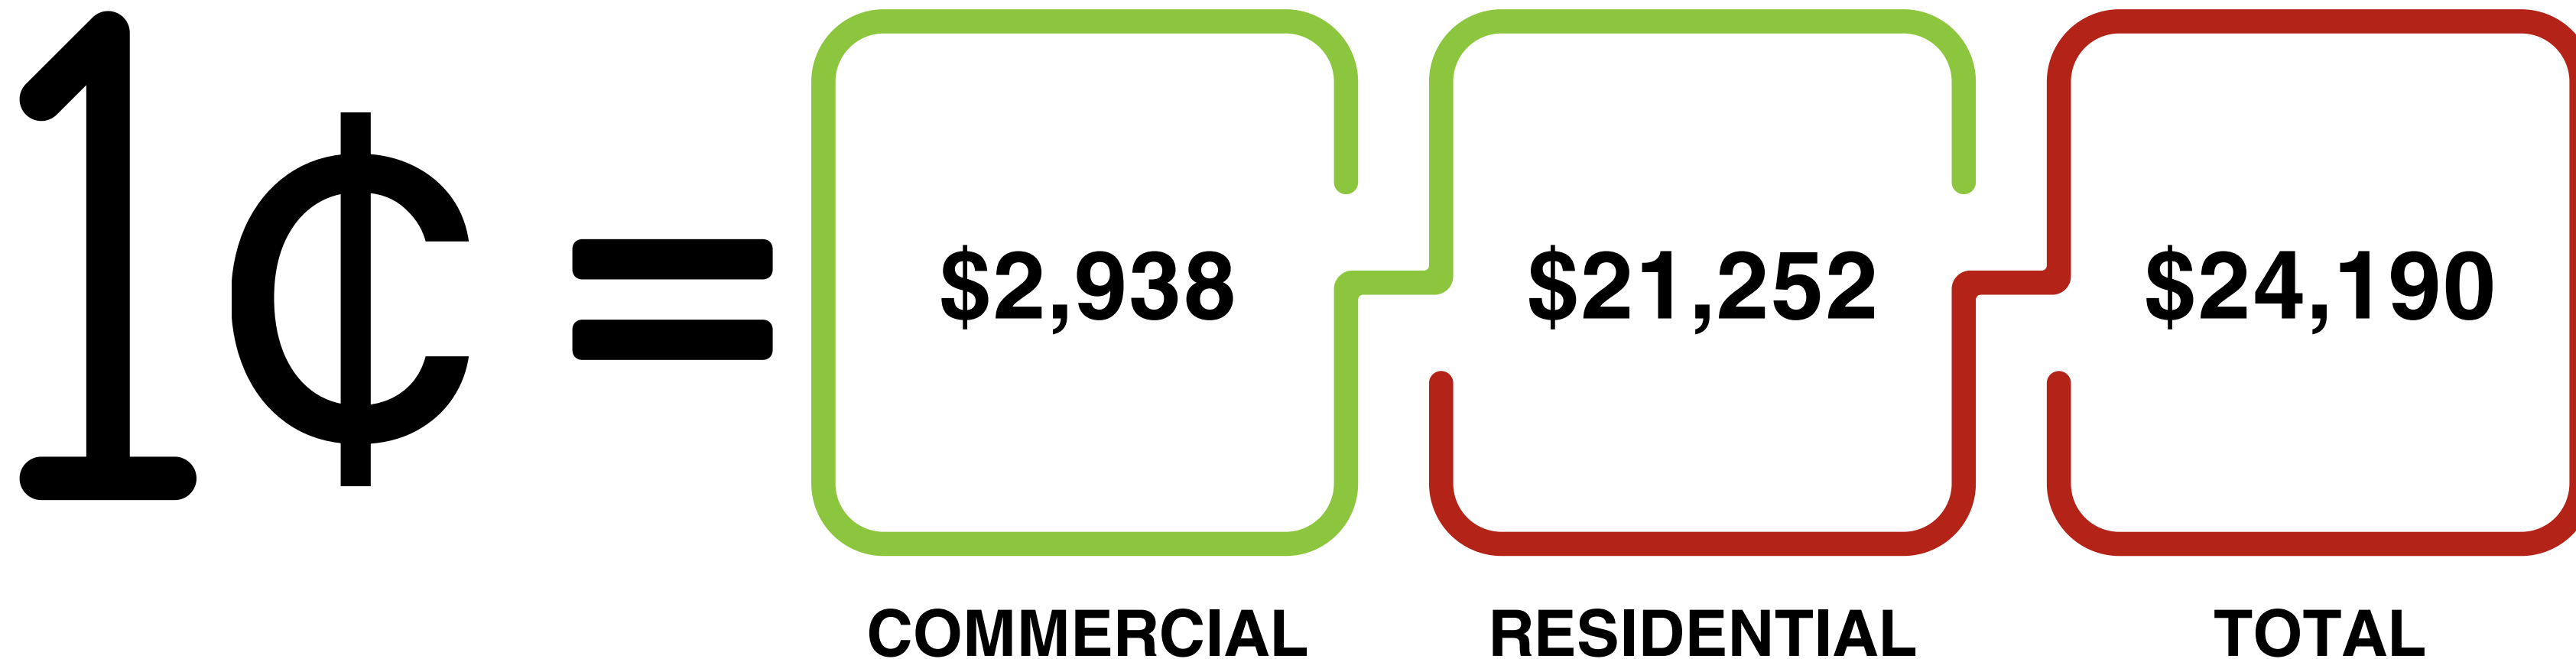 1¢ = $2,938 $21,252 $24,190
COMMERCIAL RESIDENTIAL TOTAL